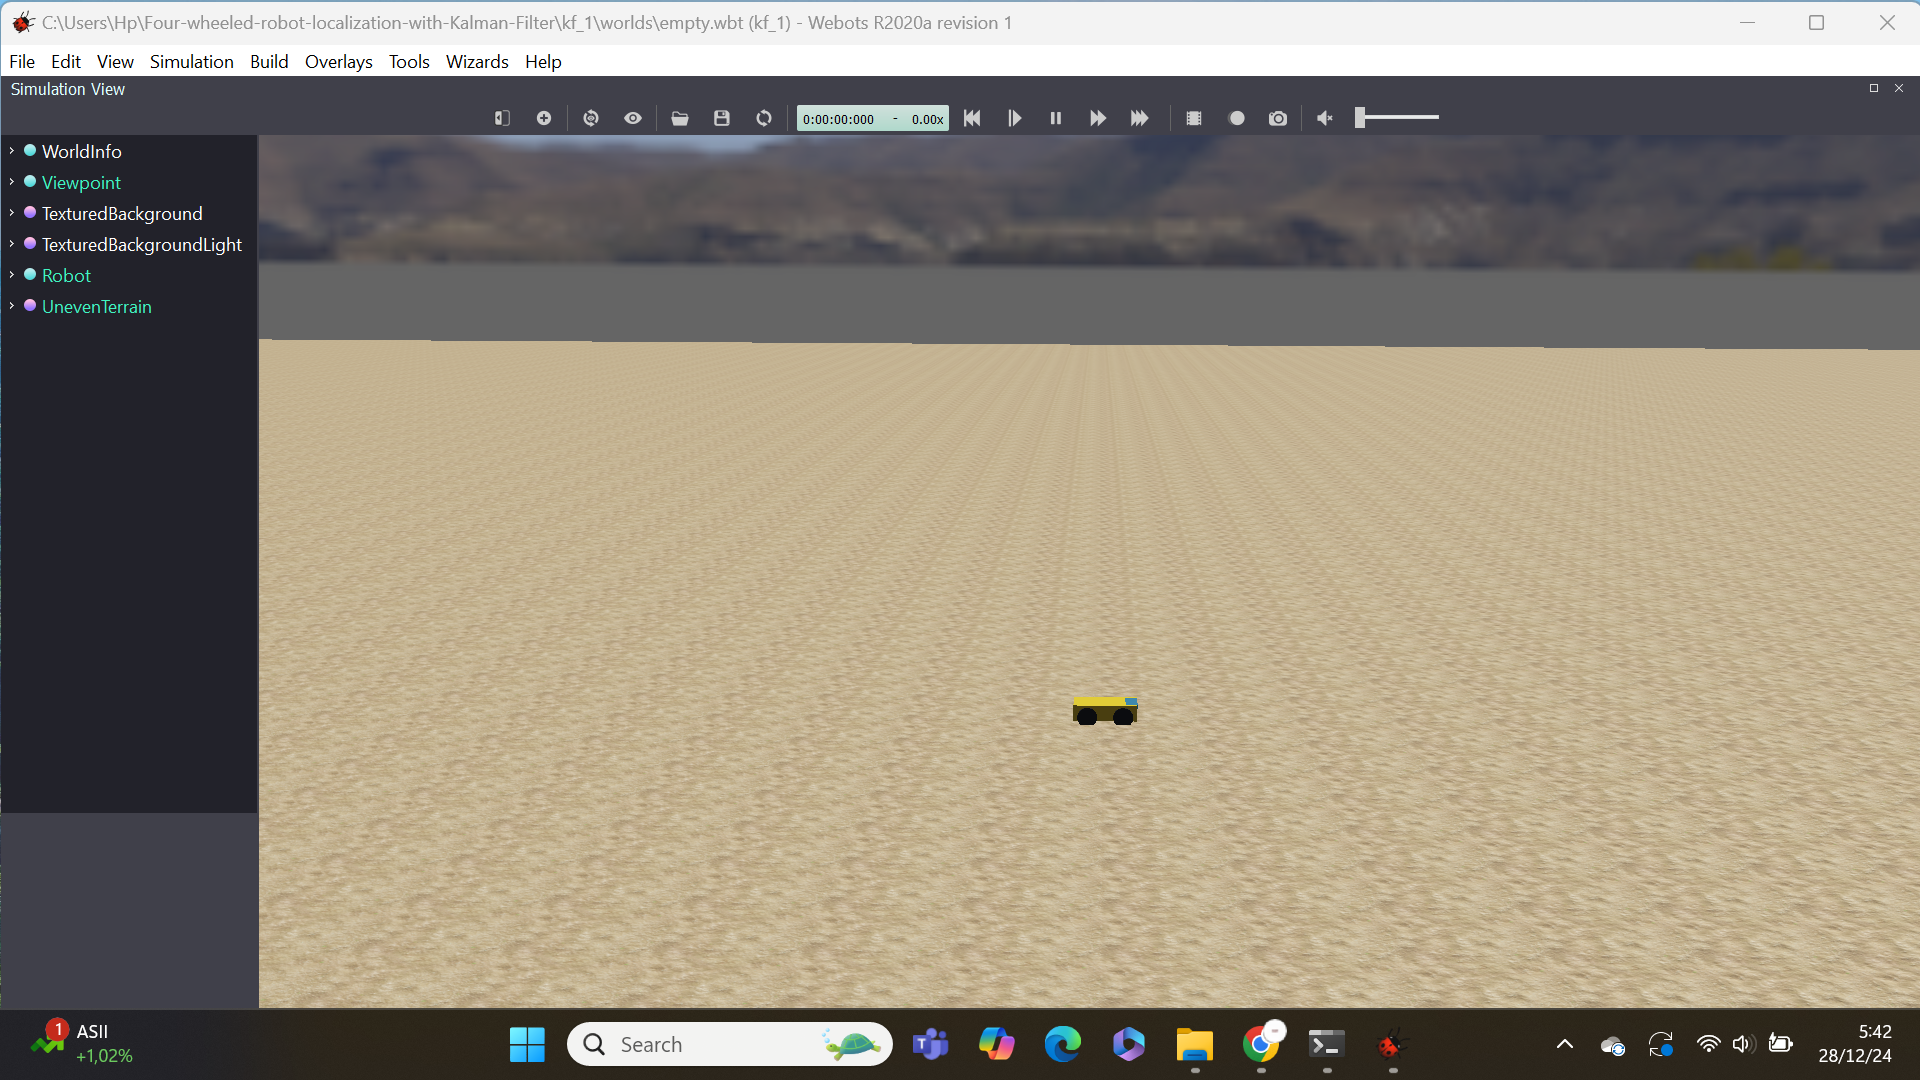 C:\Users\Hp\Four-wheeled-robot-localization-with-Kalman-Filter\kf_1\worlds\empty.wbt (kf_1) - Webots R2020a revision 1
File Edit View Simulation Build Overlays Tools Wizards Help
Simulation View
0:00:00:000 - 0.00x
WorldInfo
Viewpoint
TexturedBackground
TexturedBackgroundLight
Robot
UnevenTerrain
1
ASII
+1,02%
Search
5:42
28/12/24